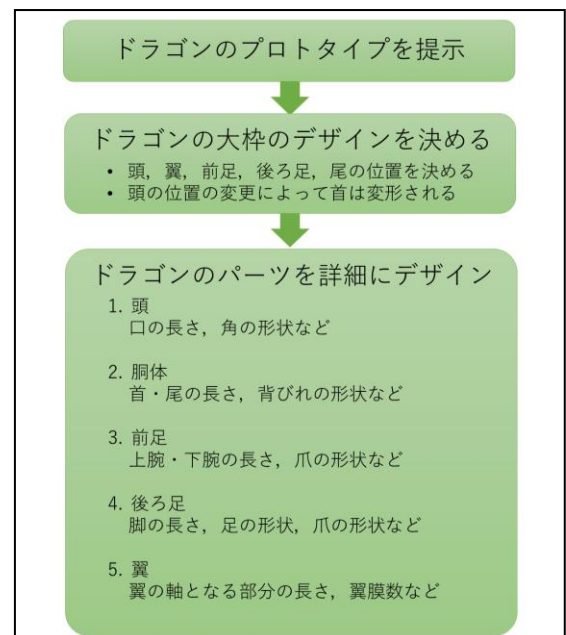 ドラゴンのプロトタイプを提示
ドラゴンの大枠のデザインを決める
• 頭，翼，前足，後ろ足，尾の位置を決める
• 頭の位置の変更によって首は変形される
ドラゴンのパーツを詳細にデザイン
1. 頭
口の長さ，角の形状など
2. 胴体
首・尾の長さ，背びれの形状など
3. 前足
上腕・下腕の長さ，爪の形状など
4. 後ろ足
脚の長さ，足の形状，爪の形状など
5. 翼
翼の軸となる部分の長さ，翼膜数など